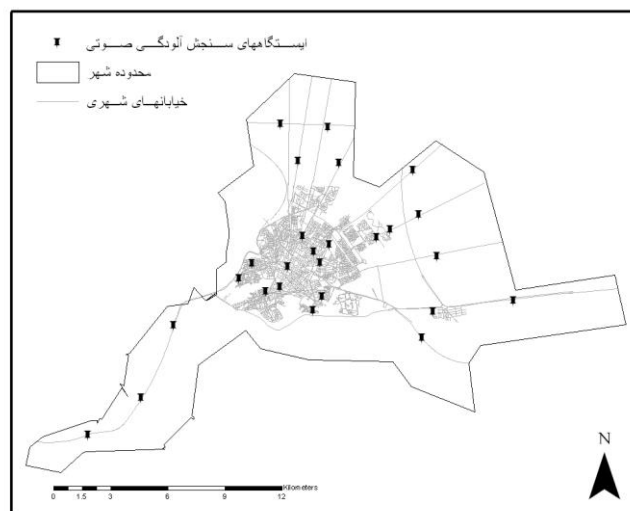 ایستگاههای سنجش آلودگی صوتی
محدوده شهر
خیابانهای شهری
N
Kilometers
0 1.5 3 6 9 12